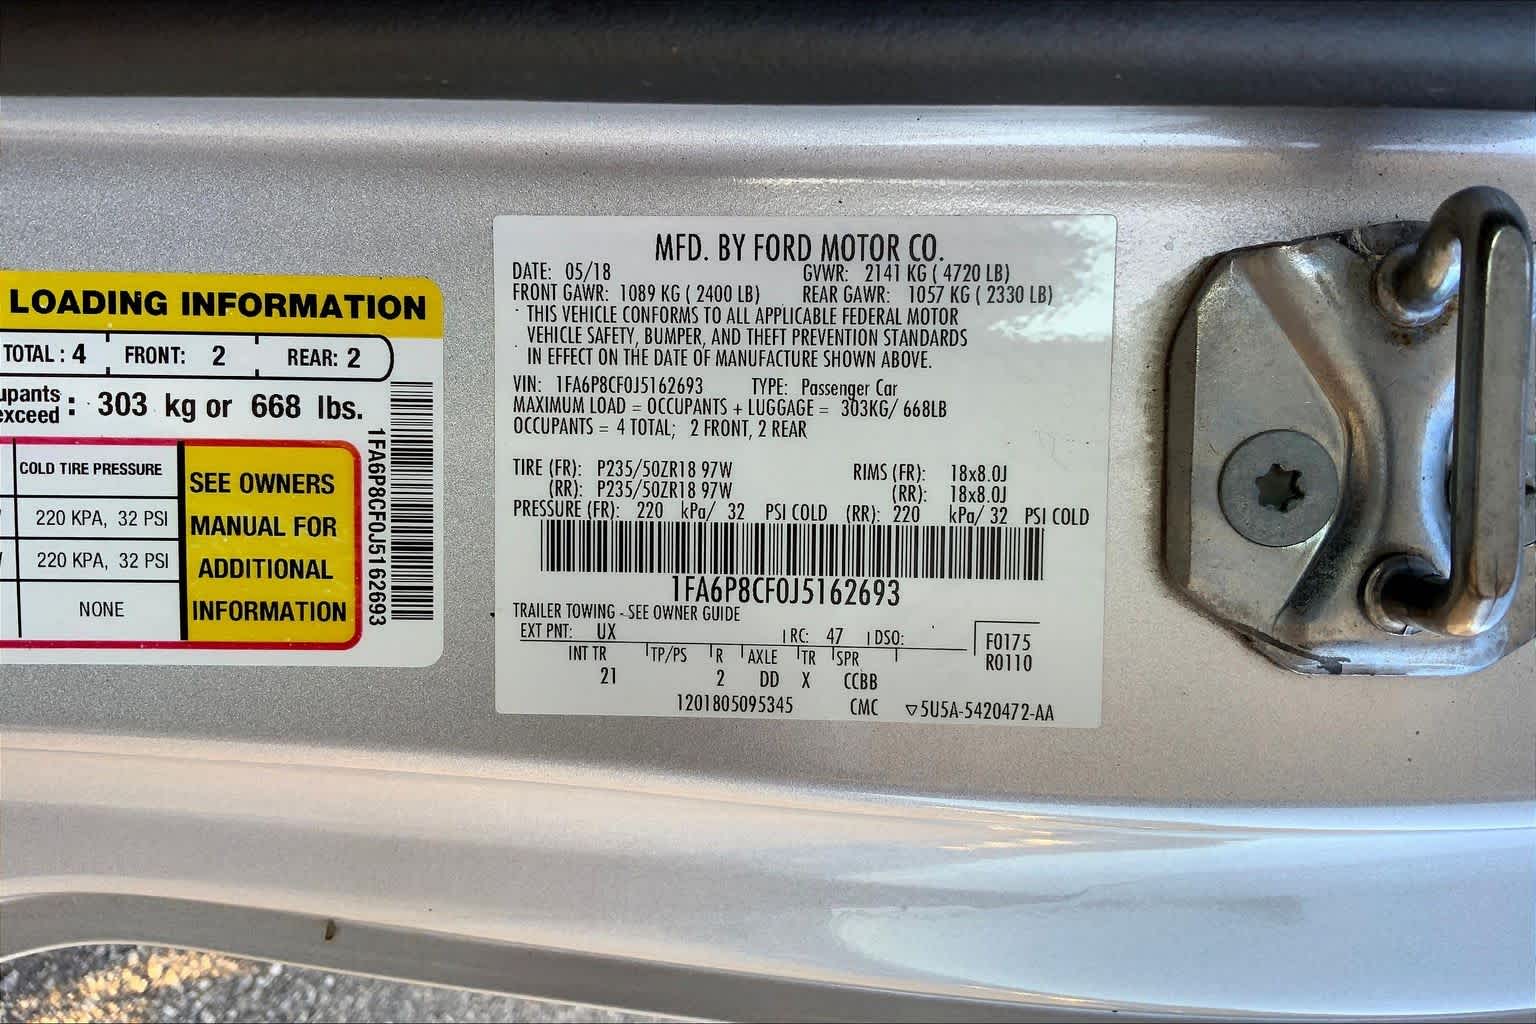 LOADING INFORMATION
TOTAL : 4 FRONT: 2 REAR: 2
upants
exceed : 303 kg or 668 lbs.
COLD TIRE PRESSURE
220 KPA, 32 PSI
220 KPA, 32 PSI
NONE
SEE OWNERS
MANUAL FOR
ADDITIONAL
INFORMATION
1FA6P8CF0J5162693
MFD. BY FORD MOTOR CO.
DATE: 05/18 GVWR: 2141 KG ( 4720 LB)
FRONT GAWR: 1089 KG ( 2400 LB) REAR GAWR: 1057 KG ( 2330 LB)
THIS VEHICLE CONFORMS TO ALL APPLICABLE FEDERAL MOTOR
VEHICLE SAFETY, BUMPER, AND THEFT PREVENTION STANDARDS
IN EFFECT ON THE DATE OF MANUFACTURE SHOWN ABOVE.
VIN: 1FA6P8CF0J5162693 TYPE: Passenger Car
MAXIMUM LOAD = OCCUPANTS + LUGGAGE = 303KG/ 668LB
OCCUPANTS = 4 TOTAL; 2 FRONT, 2 REAR
TIRE (FR): P235/50ZR18 97W RIMS (FR): 18x8.0J
(RR): P235/50ZR18 97W (RR): 18x8.0J
PRESSURE (FR): 220 kPa/ 32 PSI COLD (RR): 220 kPa/ 32 PSI COLD
1FA6P8CF0J5162693
TRAILER TOWING - SEE OWNER GUIDE
EXT PNT: UX RC: 47 DSO: F0175
R0110
INT TR TP/PS R AXLE TR SPR
21 2 DD X CCBB
1201805095345 CMC ▽5U5A-5420472-AA